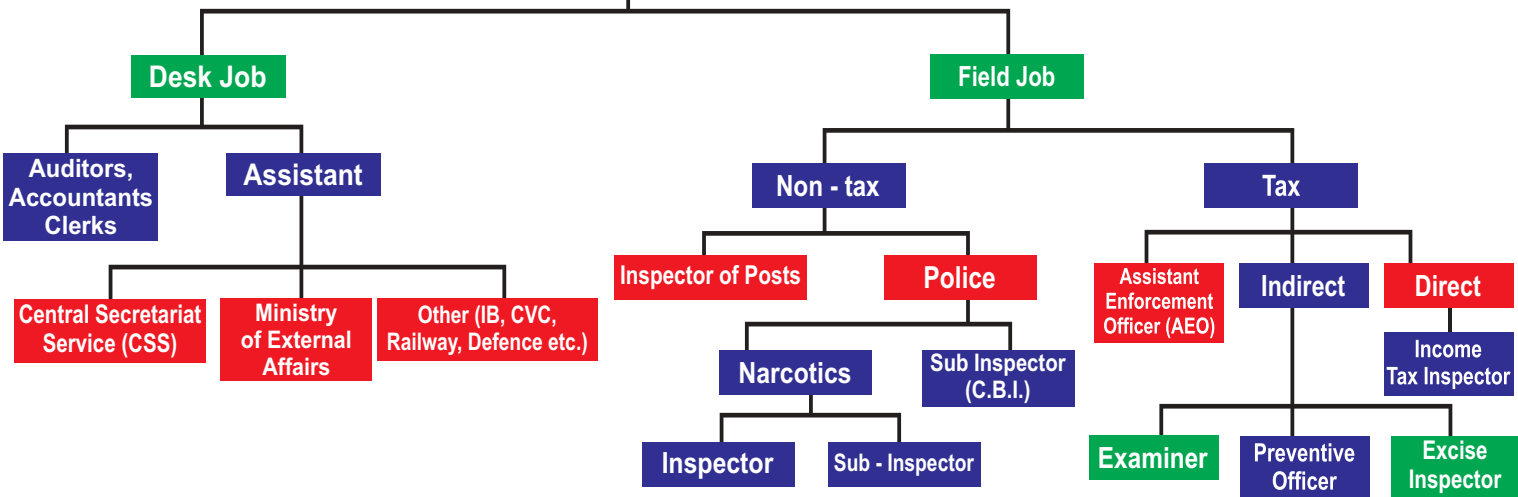 Desk Job
Field Job
Auditors,
Accountants
Clerks
Assistant
Non - tax
Tax
Central Secretariat
Service (CSS)
Ministry
of External
Affairs
Other (IB, CVC,
Railway, Defence etc.)
Inspector of Posts
Police
Assistant
Enforcement
Officer (AEO)
Indirect
Direct
Narcotics
Sub Inspector
(C.B.I.)
Income
Tax Inspector
Inspector
Sub - Inspector
Examiner
Preventive
Officer
Excise
Inspector